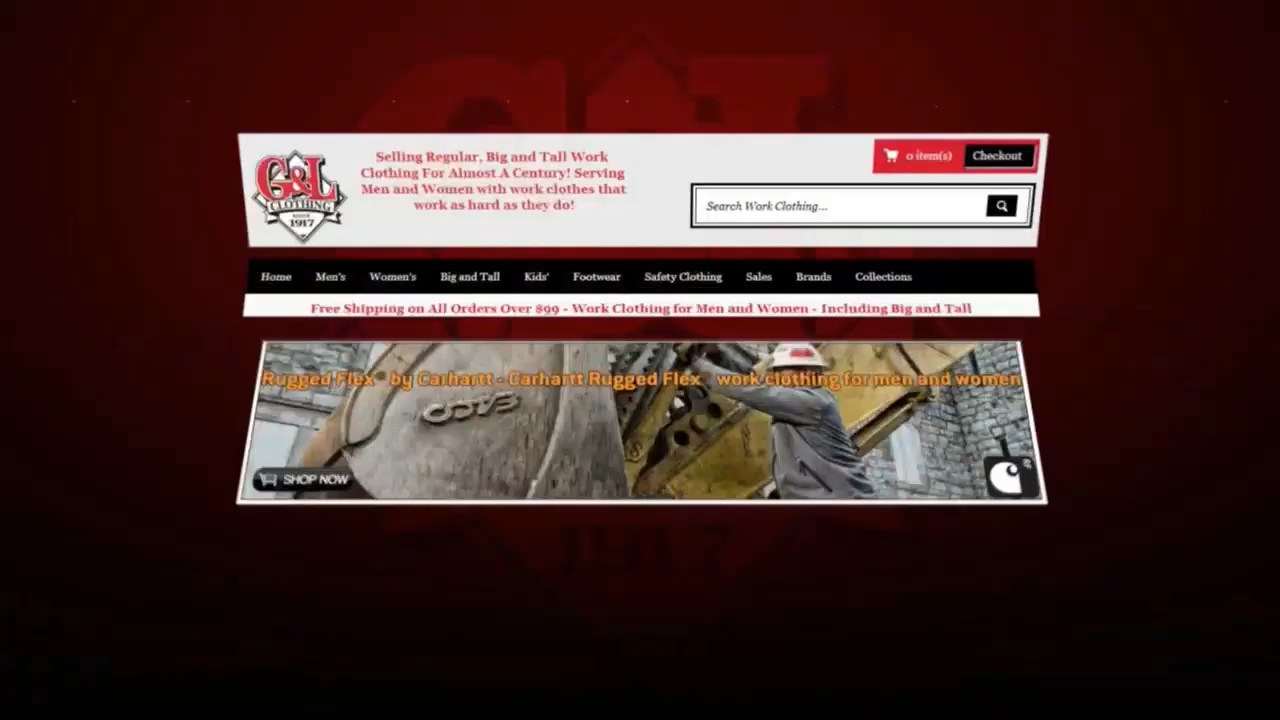 G&L
CLOTHING
SINCE
1917
Selling Regular, Big and Tall Work
Clothing For Almost A Century! Serving
Men and Women with work clothes that
work as hard as they do!
0 item(s) Checkout
Search Work Clothing...
Home Men's Women's Big and Tall Kids' Footwear Safety Clothing Sales Brands Collections
Free Shipping on All Orders Over $99 - Work Clothing for Men and Women - Including Big and Tall
Rugged Flex® by Carhartt - Carhartt Rugged Flex work clothing for men and women
SHOP NOW
1917